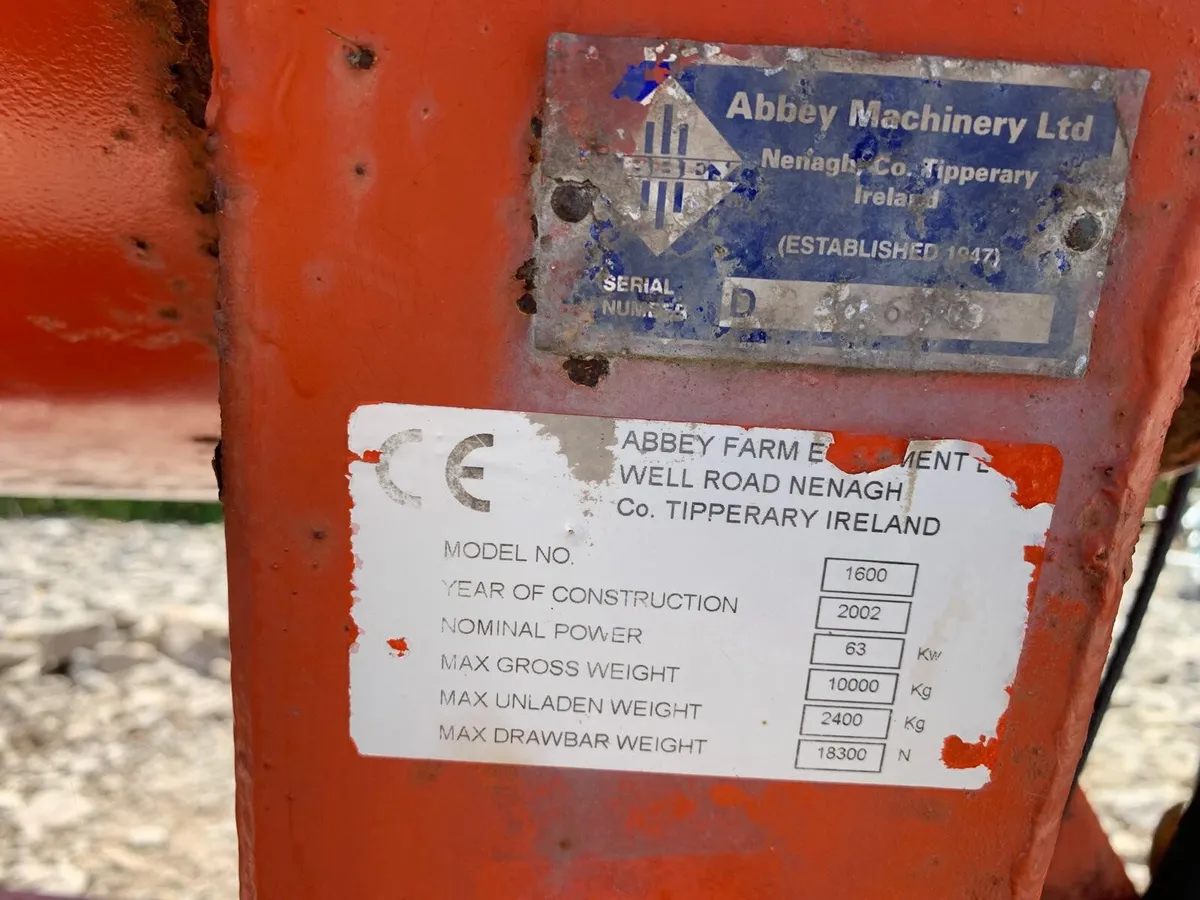 Abbey Machinery Ltd
Nenagh, Co. Tipperary
Ireland
(ESTABLISHED 1947)
SERIAL
NUMBER
D
CE
ABBEY FARM
WELL ROAD NENAGH
Co. TIPPERARY IRELAND
MODEL NO. 1600
YEAR OF CONSTRUCTION 2002
NOMINAL POWER 63 Kw
MAX GROSS WEIGHT 10000 Kg
MAX UNLADEN WEIGHT 2400 Kg
MAX DRAWBAR WEIGHT 18300 N